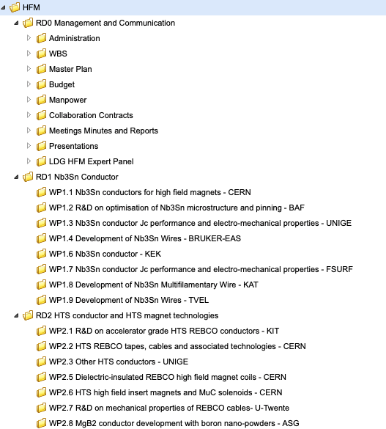 HFM
RD0 Management and Communication
Administration
WBS
Master Plan
Budget
Manpower
Collaboration Contracts
Meetings Minutes and Reports
Presentations
LDG HFM Expert Panel
RD1 Nb3Sn Conductor
WP1.1 Nb3Sn conductors for high field magnets - CERN
WP1.2 R&D on optimisation of Nb3Sn microstructure and pinning - BAF
WP1.3 Nb3Sn conductor Jc performance and electro-mechanical properties - UNIGE
WP1.4 Development of Nb3Sn Wires - BRUKER-EAS
WP1.6 Nb3Sn conductor - KEK
WP1.7 Nb3Sn conductor Jc performance and electro-mechanical properties - FSURF
WP1.8 Development of Nb3Sn Multifilamentary Wire - KAT
WP1.9 Development of Nb3Sn Wires - TVEL
RD2 HTS conductor and HTS magnet technologies
WP2.1 R&D on accelerator grade HTS REBCO conductors - KIT
WP2.2 HTS REBCO tapes, cables and associated technologies - CERN
WP2.3 Other HTS conductors - UNIGE
WP2.5 Dielectric-insulated REBCO high field magnet coils - CERN
WP2.6 HTS high field insert magnets and MuC solenoids - CERN
WP2.7 R&D on mechanical properties of REBCO cables- U-Twente
WP2.8 MgB2 conductor development with boron nano-powders - ASG